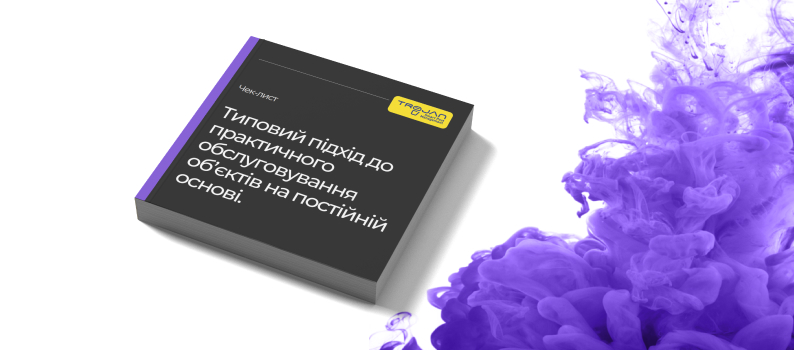 Чек-лист
TROJAN
Типовий підхід до
практичного
обслуговування
об'єктів на постійній
основі.